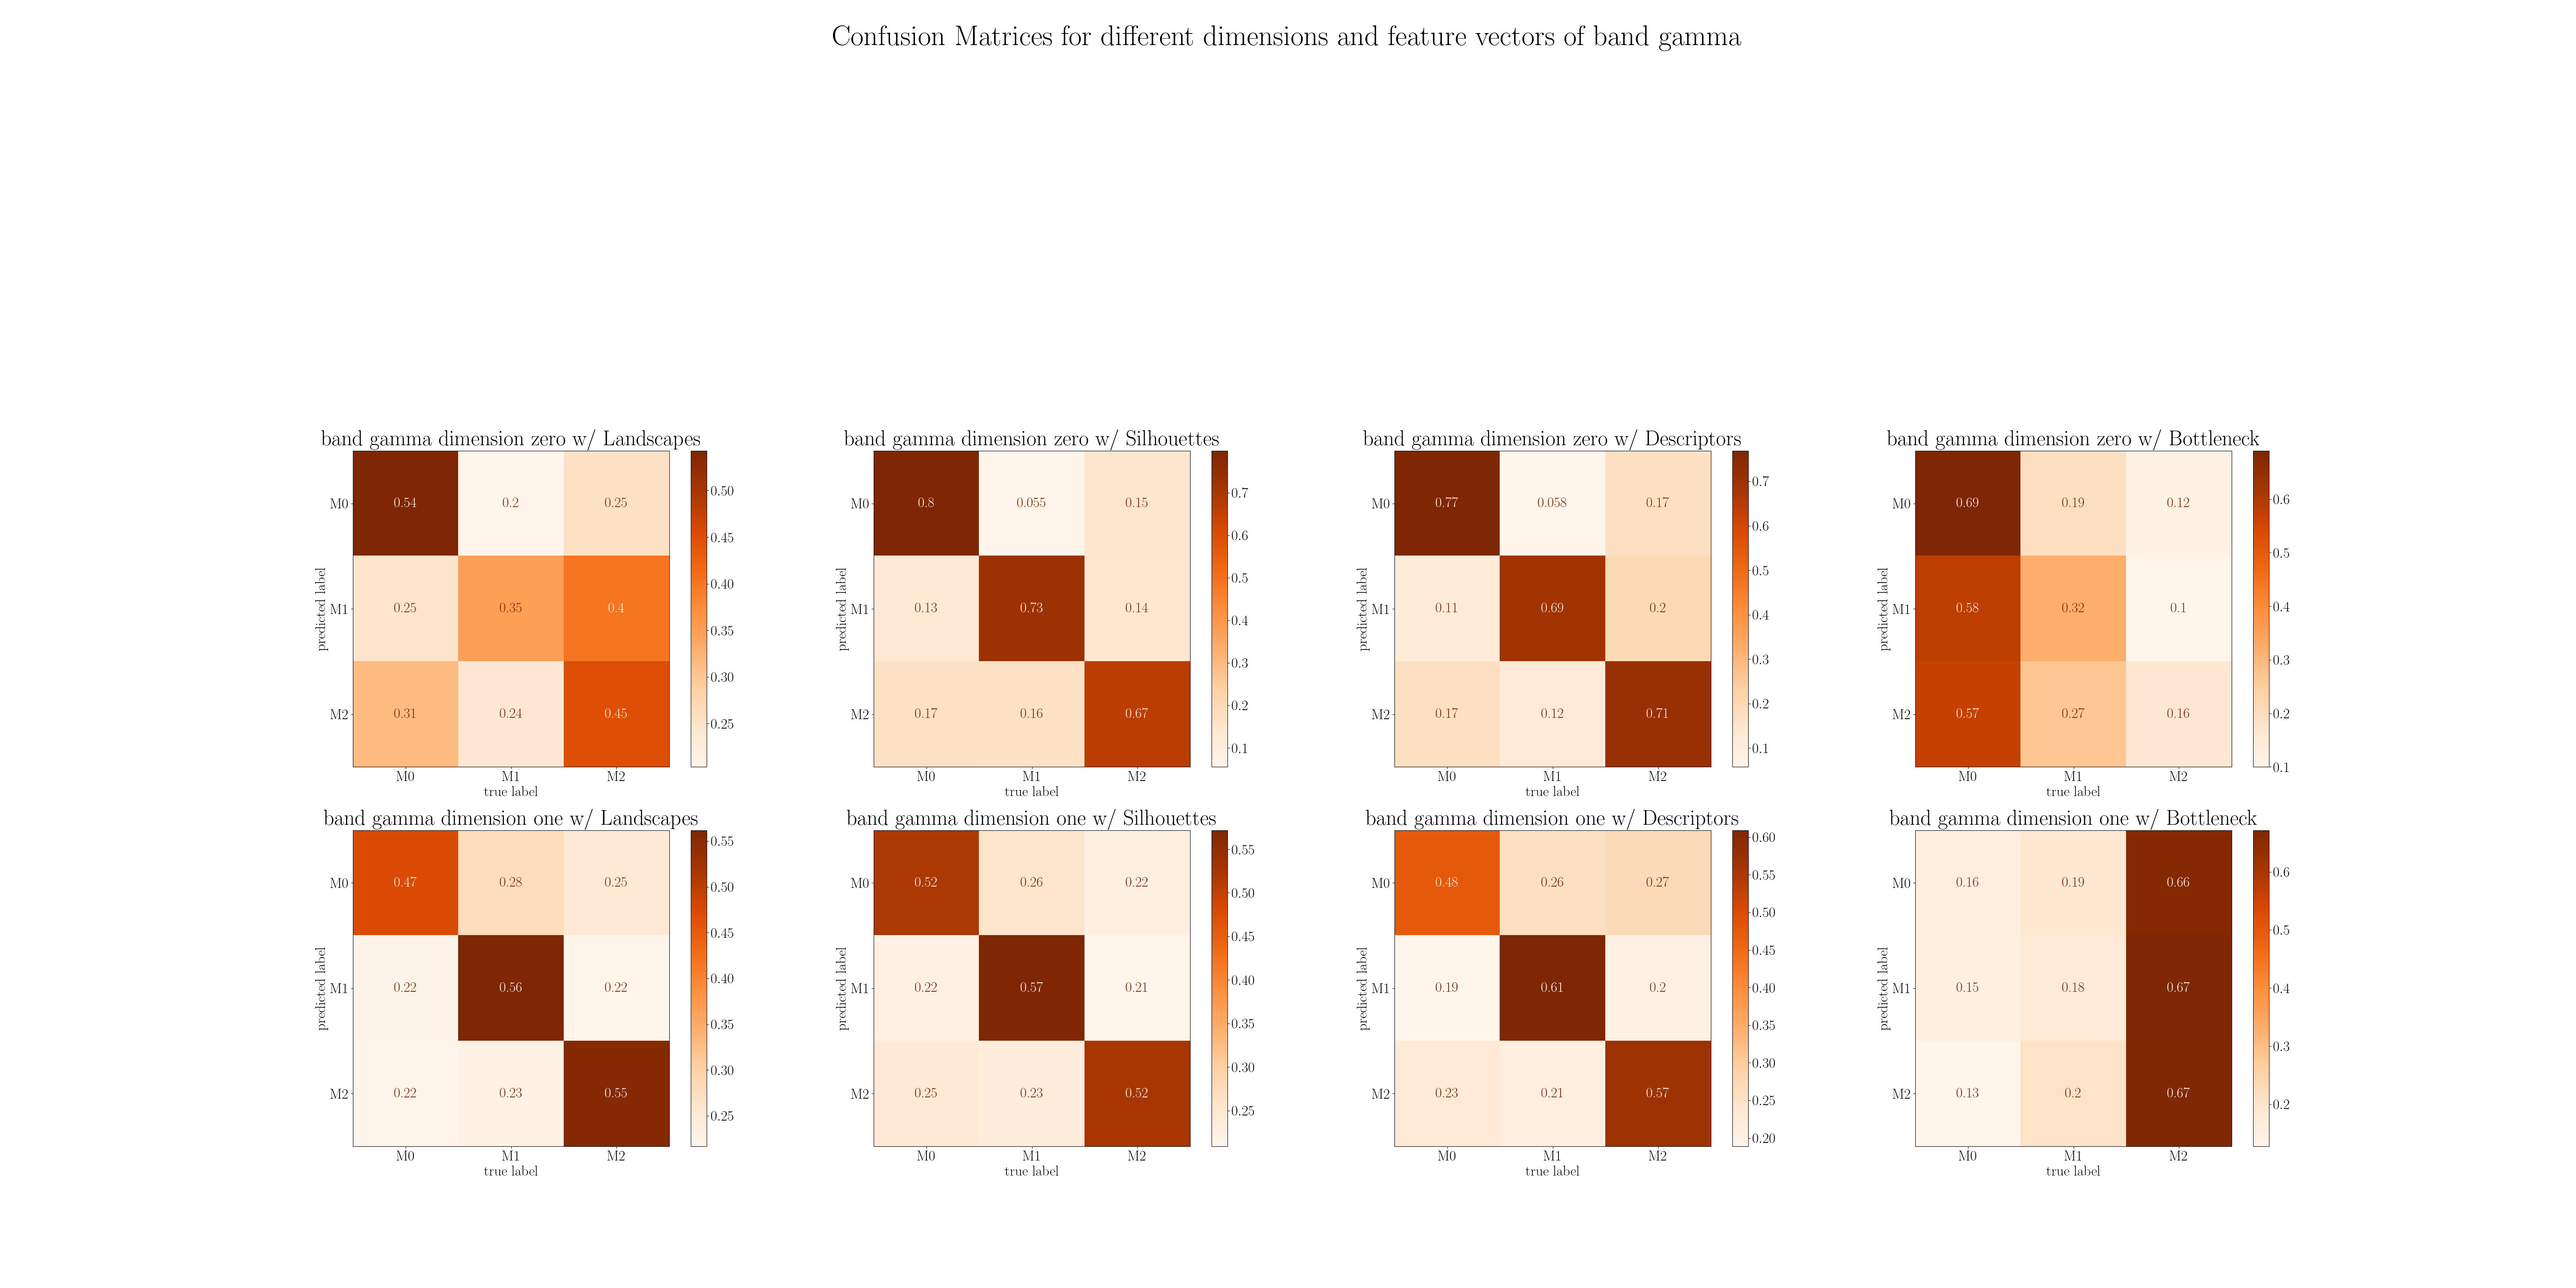 Confusion Matrices for different dimensions and feature vectors of band gamma
band gamma dimension zero w/ Landscapes
predicted label
M0 0.54 0.2 0.25
M1 0.25 0.35 0.4
M2 0.31 0.24 0.45
M0 M1 M2
true label
0.50
0.45
0.40
0.35
0.30
0.25
band gamma dimension zero w/ Silhouettes
predicted label
M0 0.8 0.055 0.15
M1 0.13 0.73 0.14
M2 0.17 0.16 0.67
M0 M1 M2
true label
0.7
0.6
0.5
0.4
0.3
0.2
0.1
band gamma dimension zero w/ Descriptors
predicted label
M0 0.77 0.058 0.17
M1 0.11 0.69 0.2
M2 0.17 0.12 0.71
M0 M1 M2
true label
0.7
0.6
0.5
0.4
0.3
0.2
0.1
band gamma dimension zero w/ Bottleneck
predicted label
M0 0.69 0.19 0.12
M1 0.58 0.32 0.1
M2 0.57 0.27 0.16
M0 M1 M2
true label
0.6
0.5
0.4
0.3
0.2
0.1
band gamma dimension one w/ Landscapes
predicted label
M0 0.47 0.28 0.25
M1 0.22 0.56 0.22
M2 0.22 0.23 0.55
M0 M1 M2
true label
0.55
0.50
0.45
0.40
0.35
0.30
0.25
band gamma dimension one w/ Silhouettes
predicted label
M0 0.52 0.26 0.22
M1 0.22 0.57 0.21
M2 0.25 0.23 0.52
M0 M1 M2
true label
0.55
0.50
0.45
0.40
0.35
0.30
0.25
band gamma dimension one w/ Descriptors
predicted label
M0 0.48 0.26 0.27
M1 0.19 0.61 0.2
M2 0.23 0.21 0.57
M0 M1 M2
true label
0.60
0.55
0.50
0.45
0.40
0.35
0.30
0.25
0.20
band gamma dimension one w/ Bottleneck
predicted label
M0 0.16 0.19 0.66
M1 0.15 0.18 0.67
M2 0.13 0.2 0.67
M0 M1 M2
true label
0.6
0.5
0.4
0.3
0.2